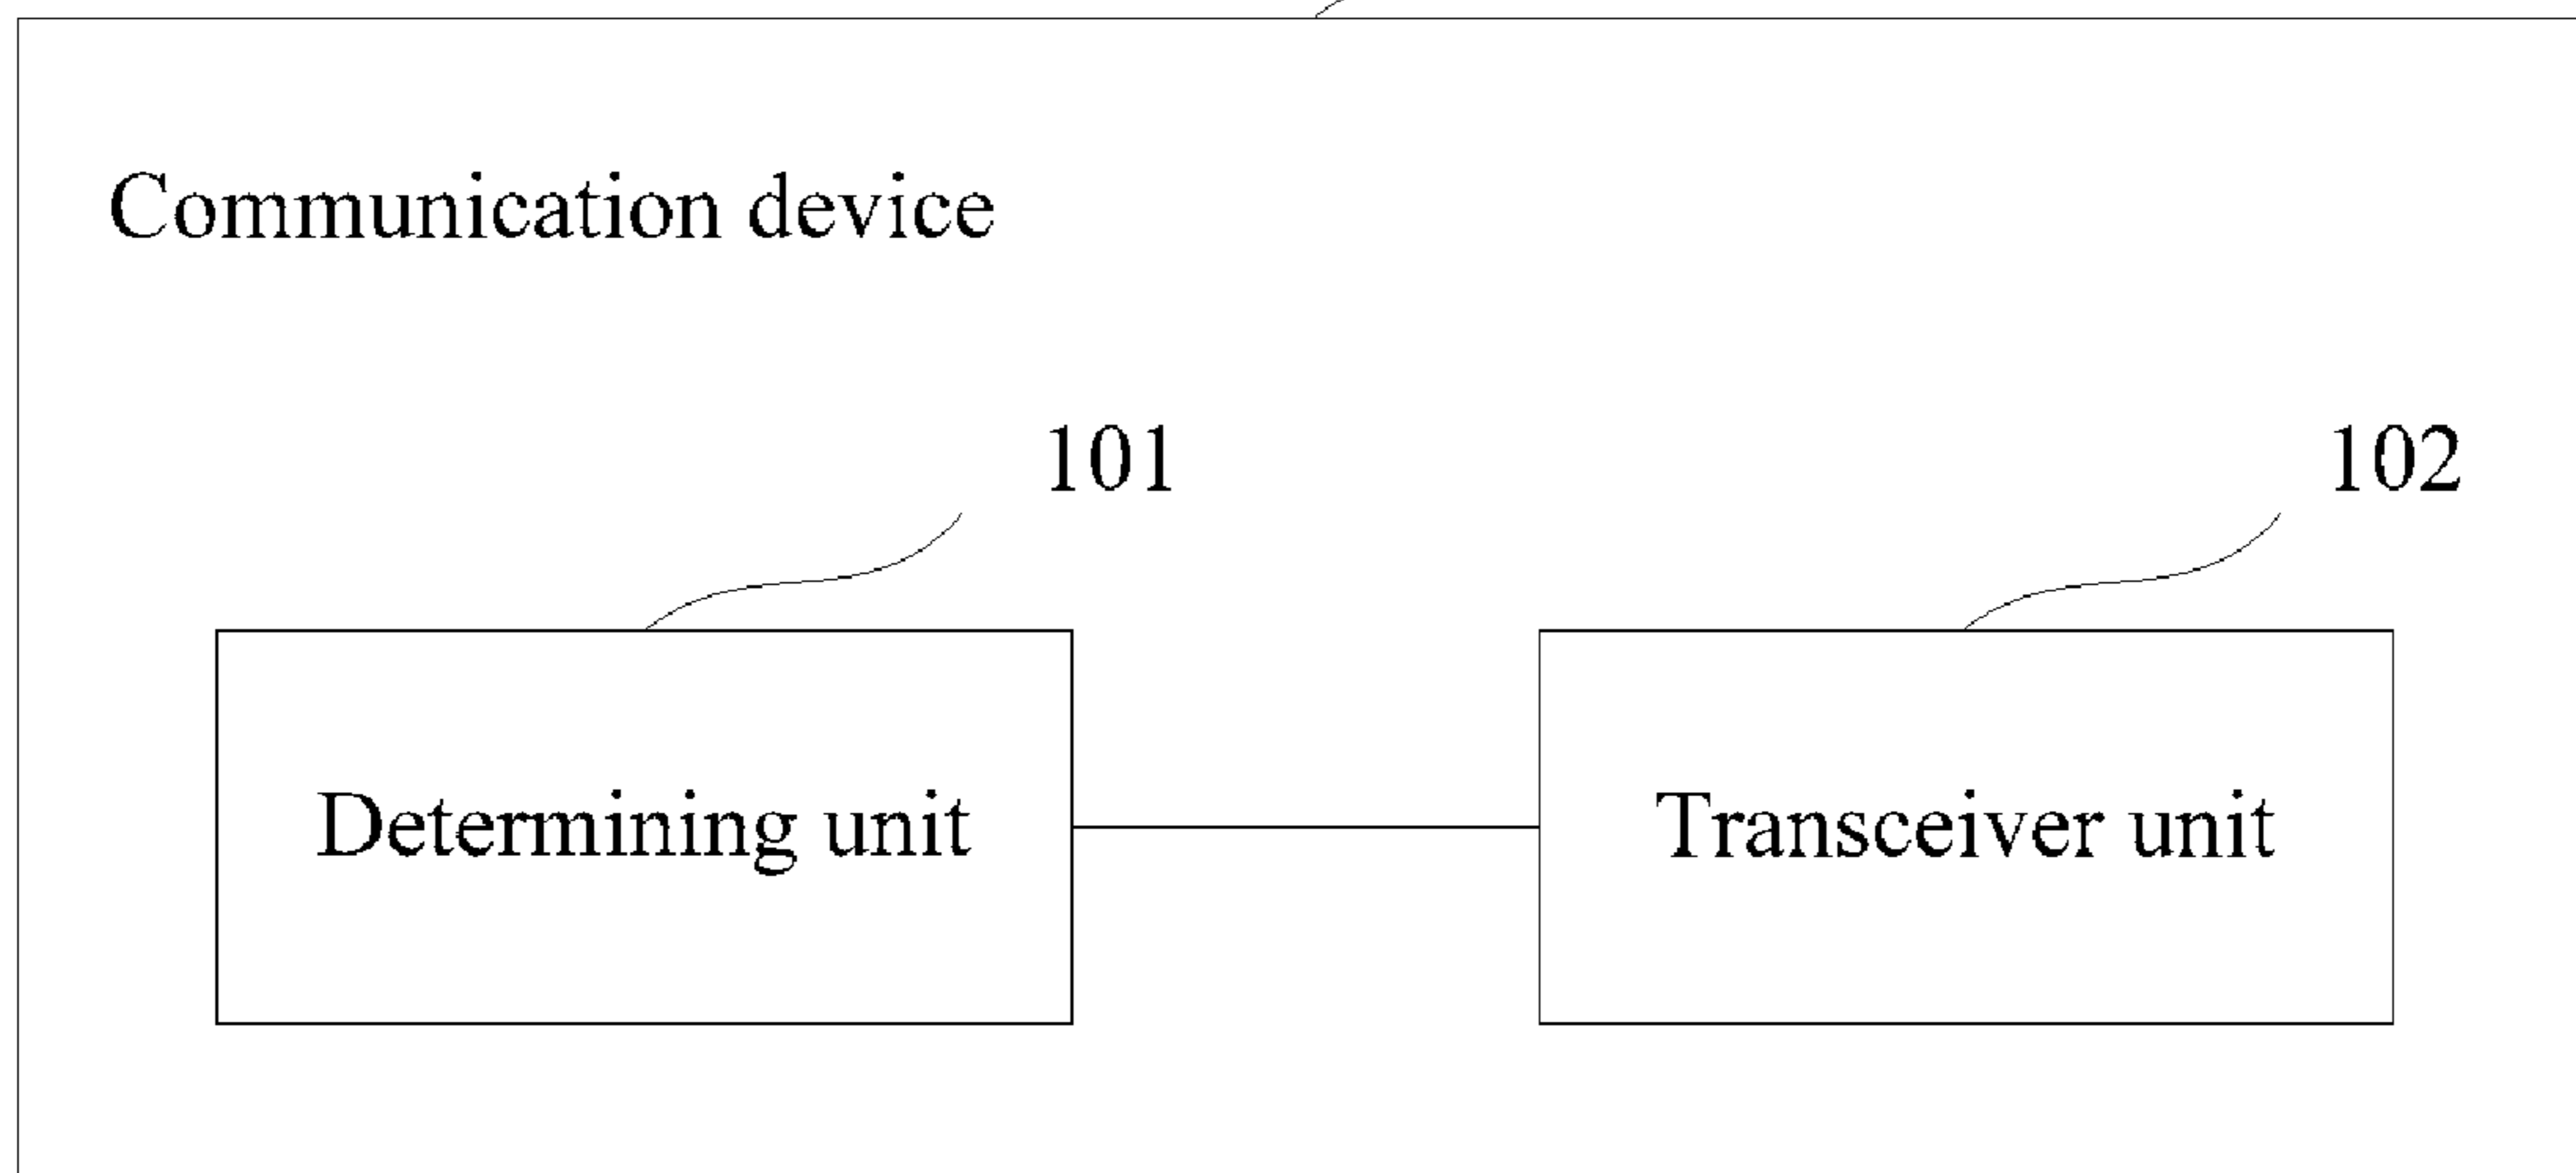 Communication device
101
102
Determining unit
Transceiver unit